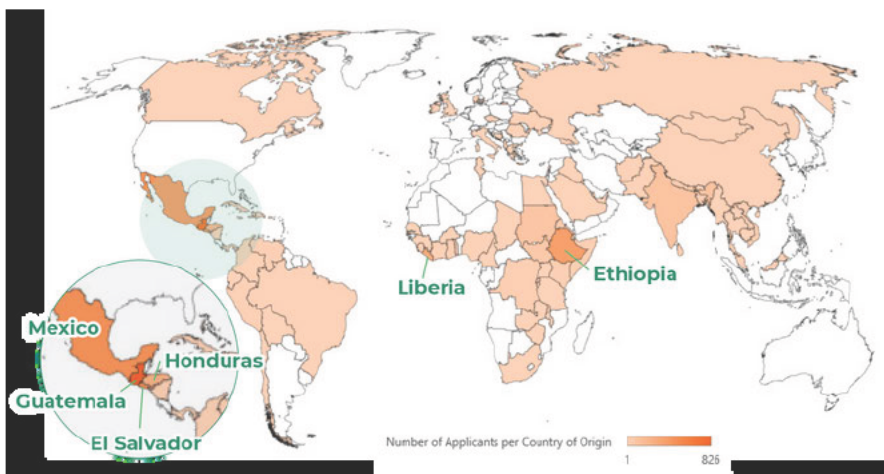 Liberia
Ethiopia
Mexico
Honduras
Guatemala
El Salvador
Number of Applicants per Country of Origin
1
826